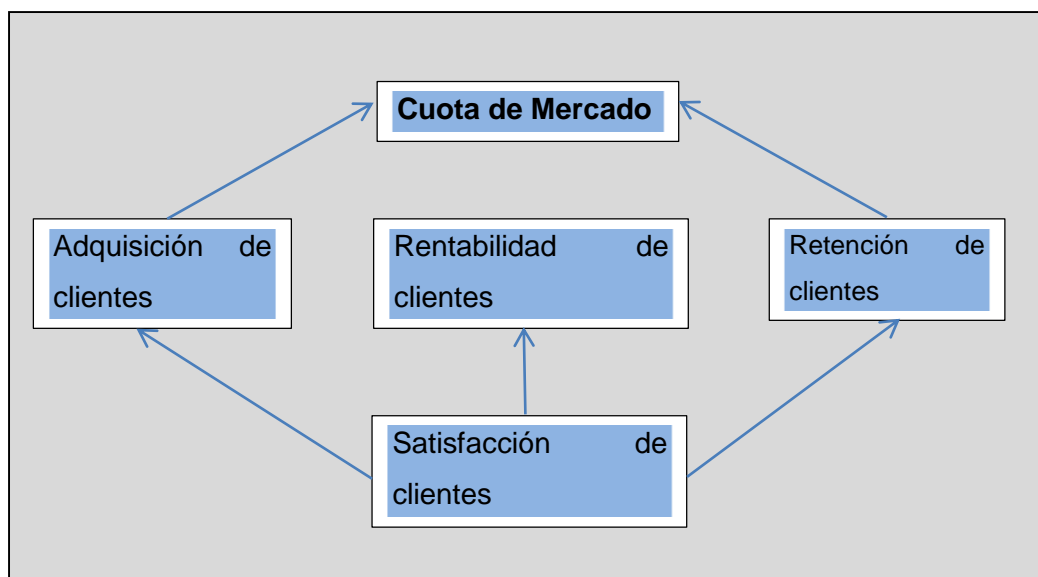 Cuota de Mercado
Adquisición de
clientes
Rentabilidad de
clientes
Retención de
clientes
Satisfacción de
clientes